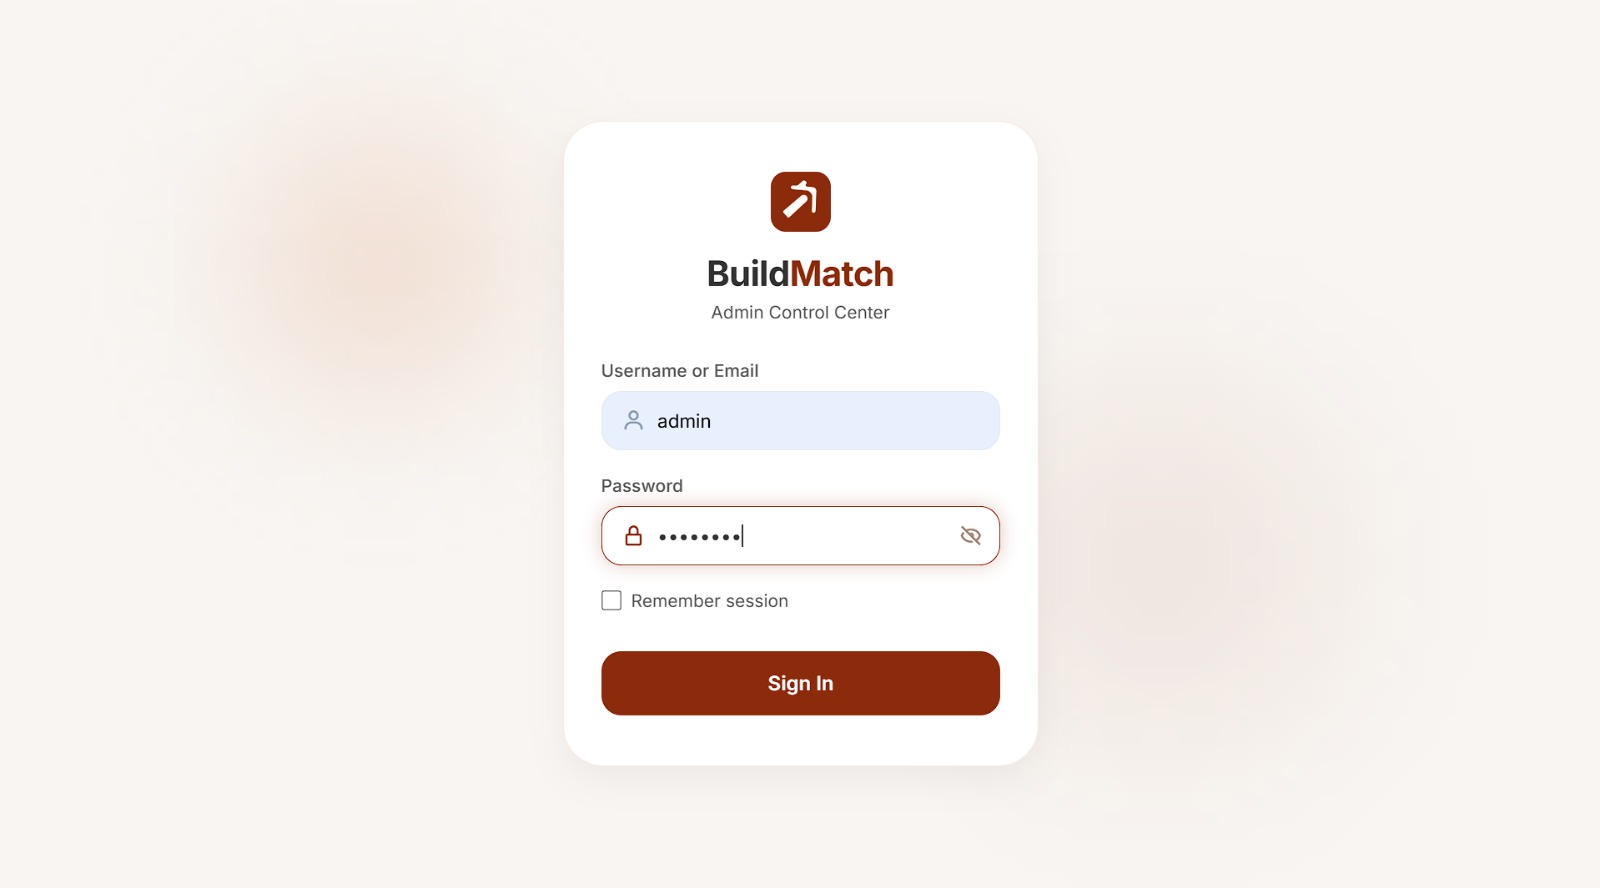 BuildMatch
Admin Control Center
Username or Email
admin
Password
••••••••
Remember session
Sign In